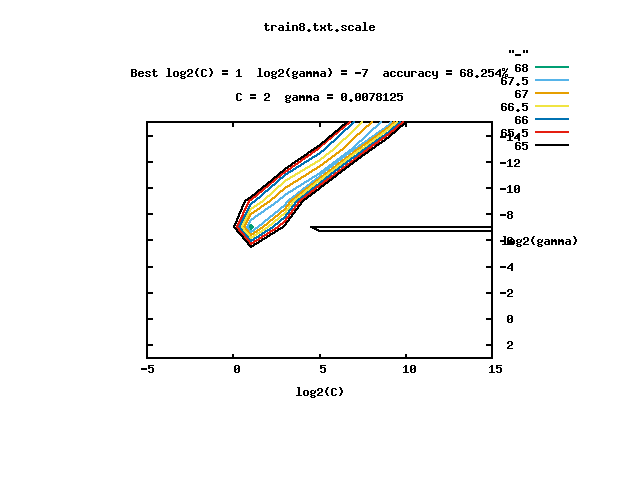 train8.txt.scale
"_"
Best log2(C) = 1 log2(gamma) = -7 accuracy = 68.254%
C = 2 gamma = 0.0078125
68
67.5
67
66.5
66
65.5
65
-14
-12
-10
-8
-6
log2(gamma)
-4
-2
0
2
-5 0 5 10 15
log2(C)